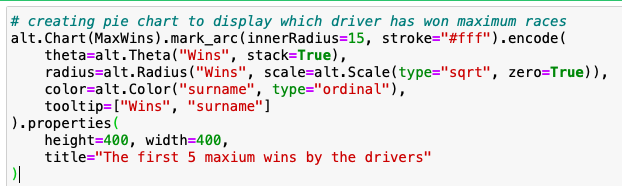 # creating pie chart to display which driver has won maximum races
alt.Chart(MaxWins).mark_arc(innerRadius=15, stroke="#fff").encode(
    theta=alt.Theta("Wins", stack=True),
    radius=alt.Radius("Wins", scale=alt.Scale(type="sqrt", zero=True)),
    color=alt.Color("surname", type="ordinal"),
    tooltip=["Wins", "surname"]
).properties(
    height=400, width=400,
    title="The first 5 maxium wins by the drivers"
)